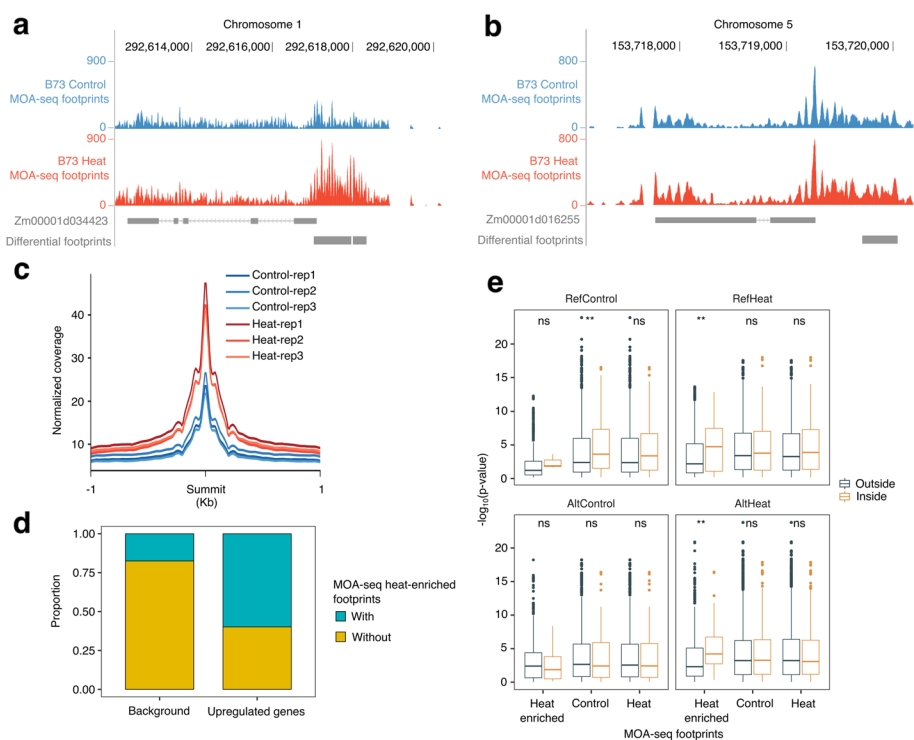 a
Chromosome 1
292,614,000
292,616,000
292,618,000
292,620,000
900
B73 Control
MOA-seq footprints
0
900
B73 Heat
MOA-seq footprints
0
Zm00001d034423
Differential footprints
b
Chromosome 5
153,718,000
153,719,000
153,720,000
800
B73 Control
MOA-seq footprints
0
800
B73 Heat
MOA-seq footprints
0
Zm00001d016255
Differential footprints
c
Normalized coverage
40
30
20
10
Control-rep1
Control-rep2
Control-rep3
Heat-rep1
Heat-rep2
Heat-rep3
-1
Summit
1
(Kb)
d
Proportion
1.00
0.75
0.50
0.25
0.00
Background
Upregulated genes
MOA-seq heat-enriched
footprints
With
Without
e
RefControl
RefHeat
ns
**
ns
**
ns
ns
20
15
10
5
0
-log10(p-value)
AltControl
AltHeat
ns
ns
ns
**
ns
ns
20
15
10
5
0
Heat
enriched
Control
Heat
Heat
enriched
Control
Heat
MOA-seq footprints
Outside
Inside